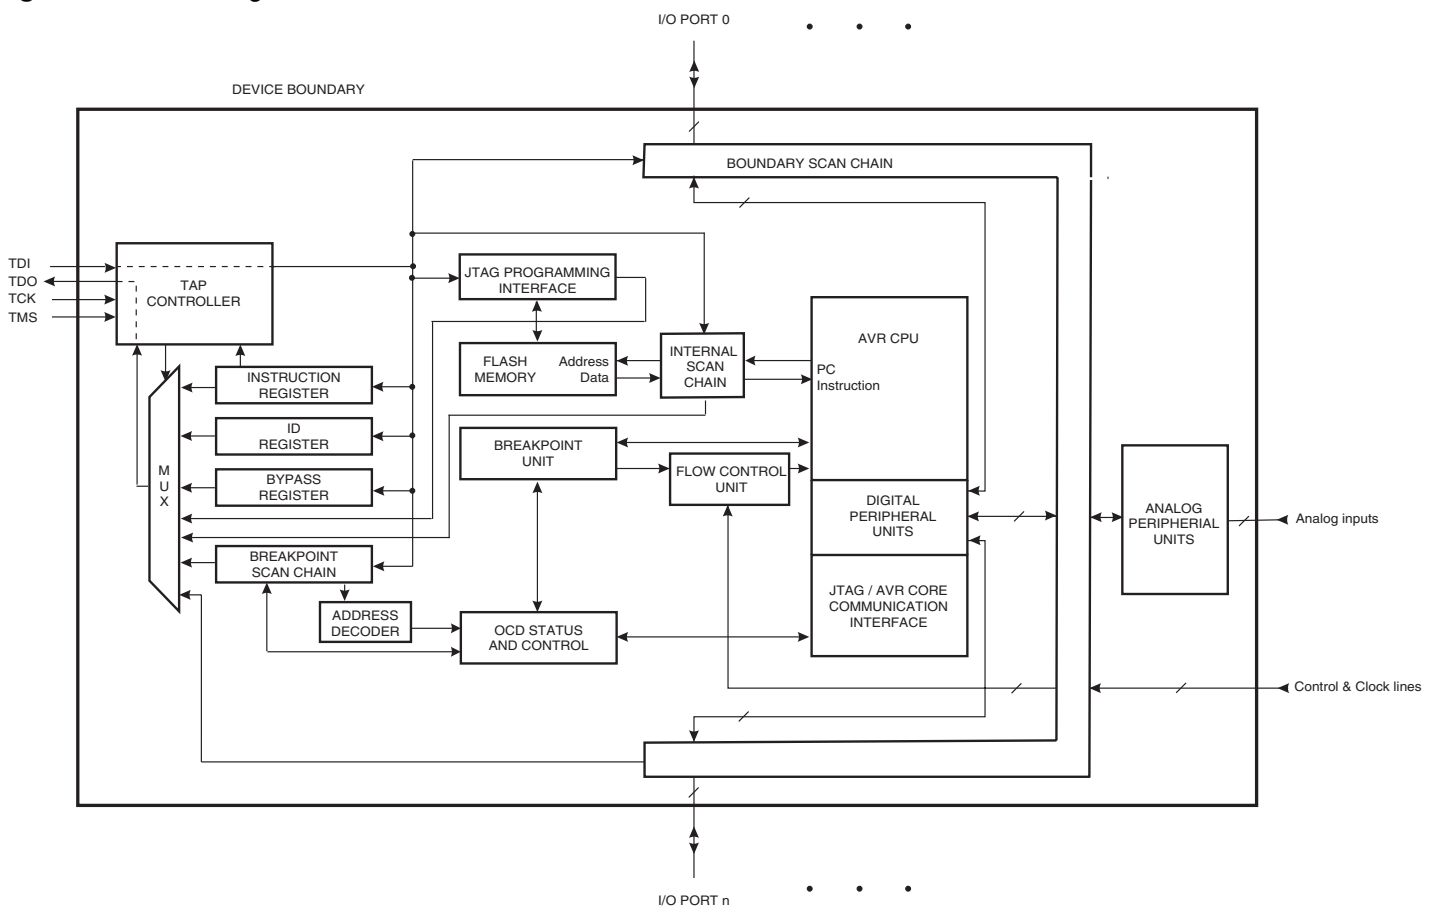 I/O PORT 0
DEVICE BOUNDARY
BOUNDARY SCAN CHAIN
TDI
TDO
TCK
TMS
TAP
CONTROLLER
JTAG PROGRAMMING
INTERFACE
AVR CPU
FLASH
MEMORY
Address
Data
INTERNAL
SCAN
CHAIN
PC
Instruction
INSTRUCTION
REGISTER
ID
REGISTER
M
U
X
BYPASS
REGISTER
BREAKPOINT
UNIT
FLOW CONTROL
UNIT
DIGITAL
PERIPHERAL
UNITS
ANALOG
PERIPHERIAL
UNITS
Analog inputs
BREAKPOINT
SCAN CHAIN
ADDRESS
DECODER
OCD STATUS
AND CONTROL
JTAG / AVR CORE
COMMUNICATION
INTERFACE
Control & Clock lines
I/O PORT n